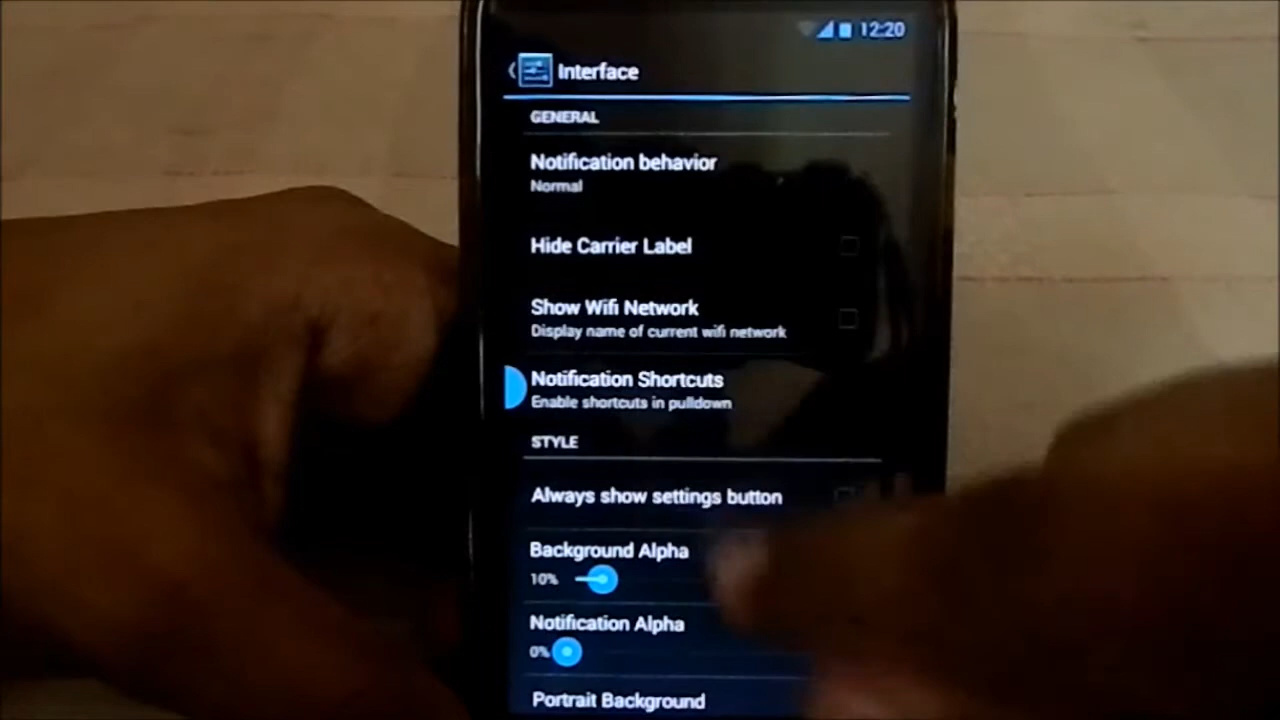 12:20
Interface
GENERAL
Notification behavior
Normal
Hide Carrier Label
Show Wifi Network
Display name of current wifi network
Notification Shortcuts
Enable shortcuts in pulldown
STYLE
Always show settings button
Background Alpha
10%
Notification Alpha
0%
Portrait Background